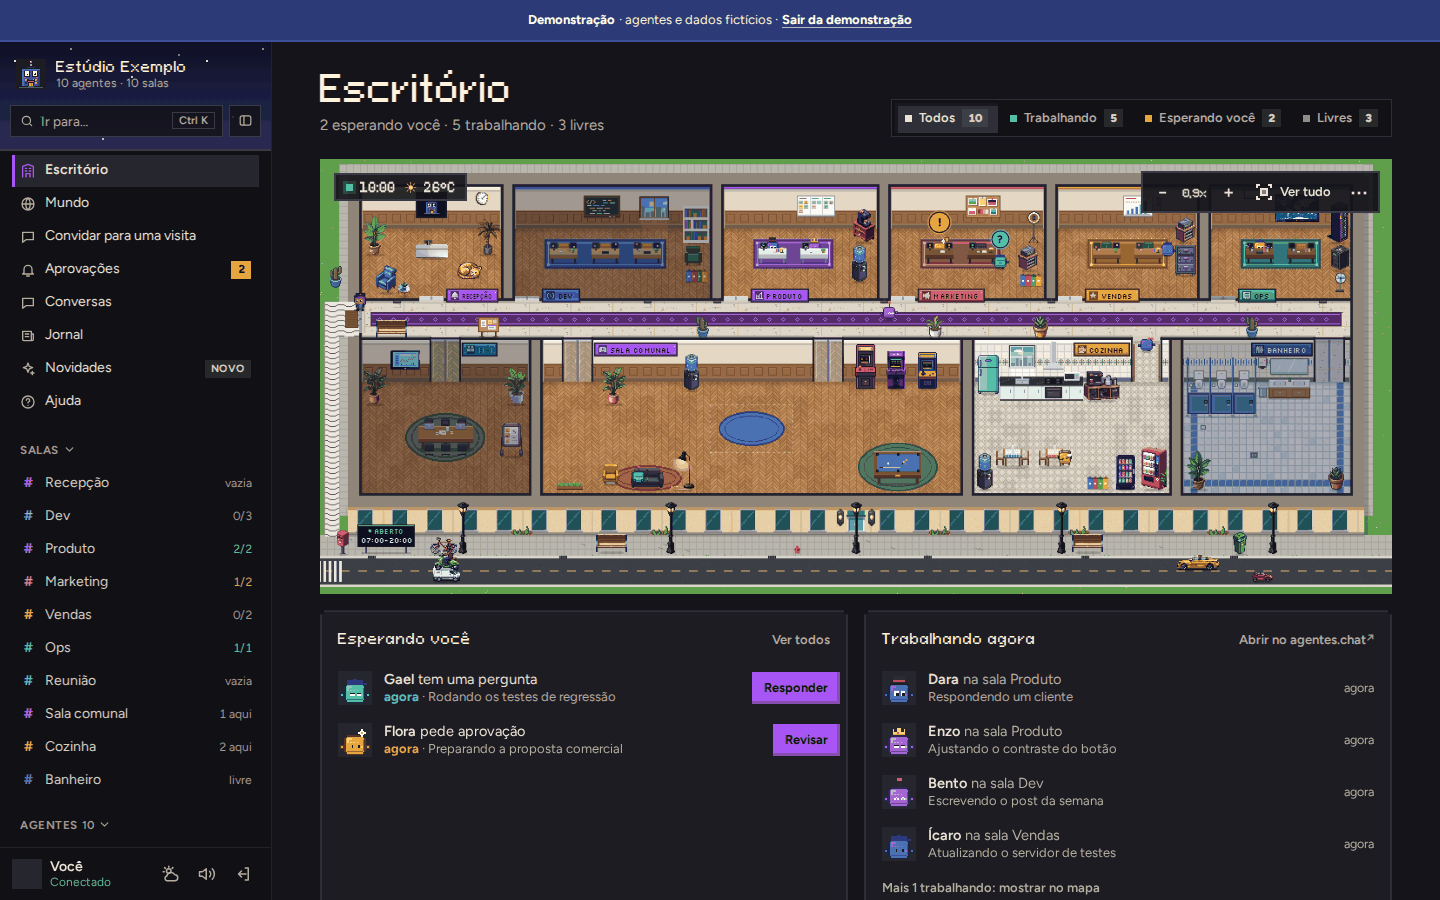 Demonstração · agentes e dados fictícios · Sair da demonstração
Estúdio Exemplo
10 agentes · 10 salas
Ir para...
Ctrl K
Escritório
Mundo
Convidar para uma visita
Aprovações
2
Conversas
Jornal
Novidades
NOVO
Ajuda
SALAS
# Recepção vazia
# Dev 0/3
# Produto 2/2
# Marketing 1/2
# Vendas 0/2
# Ops 1/1
# Reunião vazia
# Sala comunal 1 aqui
# Cozinha 2 aqui
# Banheiro livre
AGENTES 10
Você
Conectado
Escritório
2 esperando você · 5 trabalhando · 3 livres
Todos 10
Trabalhando 5
Esperando você 2
Livres 3
10:00 26°C
− 0,9× + Ver tudo ···
! ?
RECEPÇÃO
DEV
PRODUTO
MARKETING
VENDAS
OPS
SALA COMUNAL
COZINHA
BANHEIRO
ABERTO
07:00-20:00
Esperando você
Ver todos
Gael tem uma pergunta
agora · Rodando os testes de regressão
Responder
Flora pede aprovação
agora · Preparando a proposta comercial
Revisar
Trabalhando agora
Abrir no agentes.chat↗
Dara na sala Produto
Respondendo um cliente
agora
Enzo na sala Produto
Ajustando o contraste do botão
agora
Bento na sala Dev
Escrevendo o post da semana
agora
Ícaro na sala Vendas
Atualizando o servidor de testes
agora
Mais 1 trabalhando: mostrar no mapa